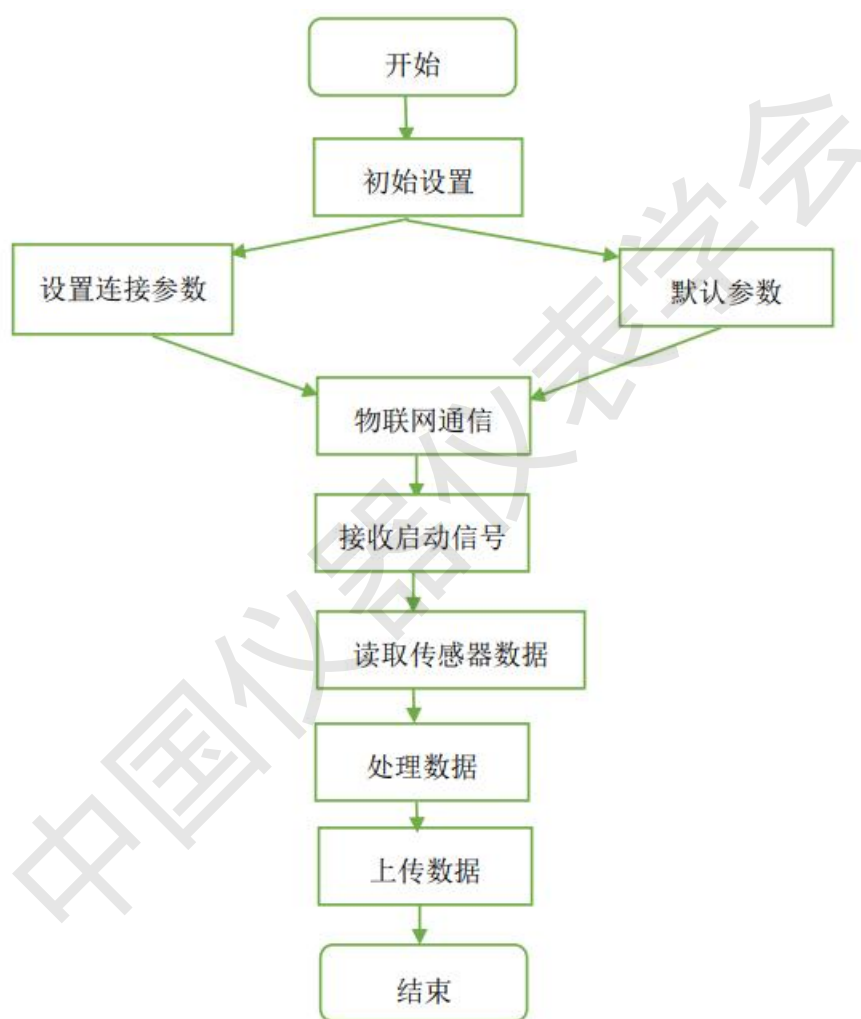 开始
初始设置
设置连接参数
默认参数
物联网通信
接收启动信号
读取传感器数据
处理数据
上传数据
结束
中国仪器仪表学会